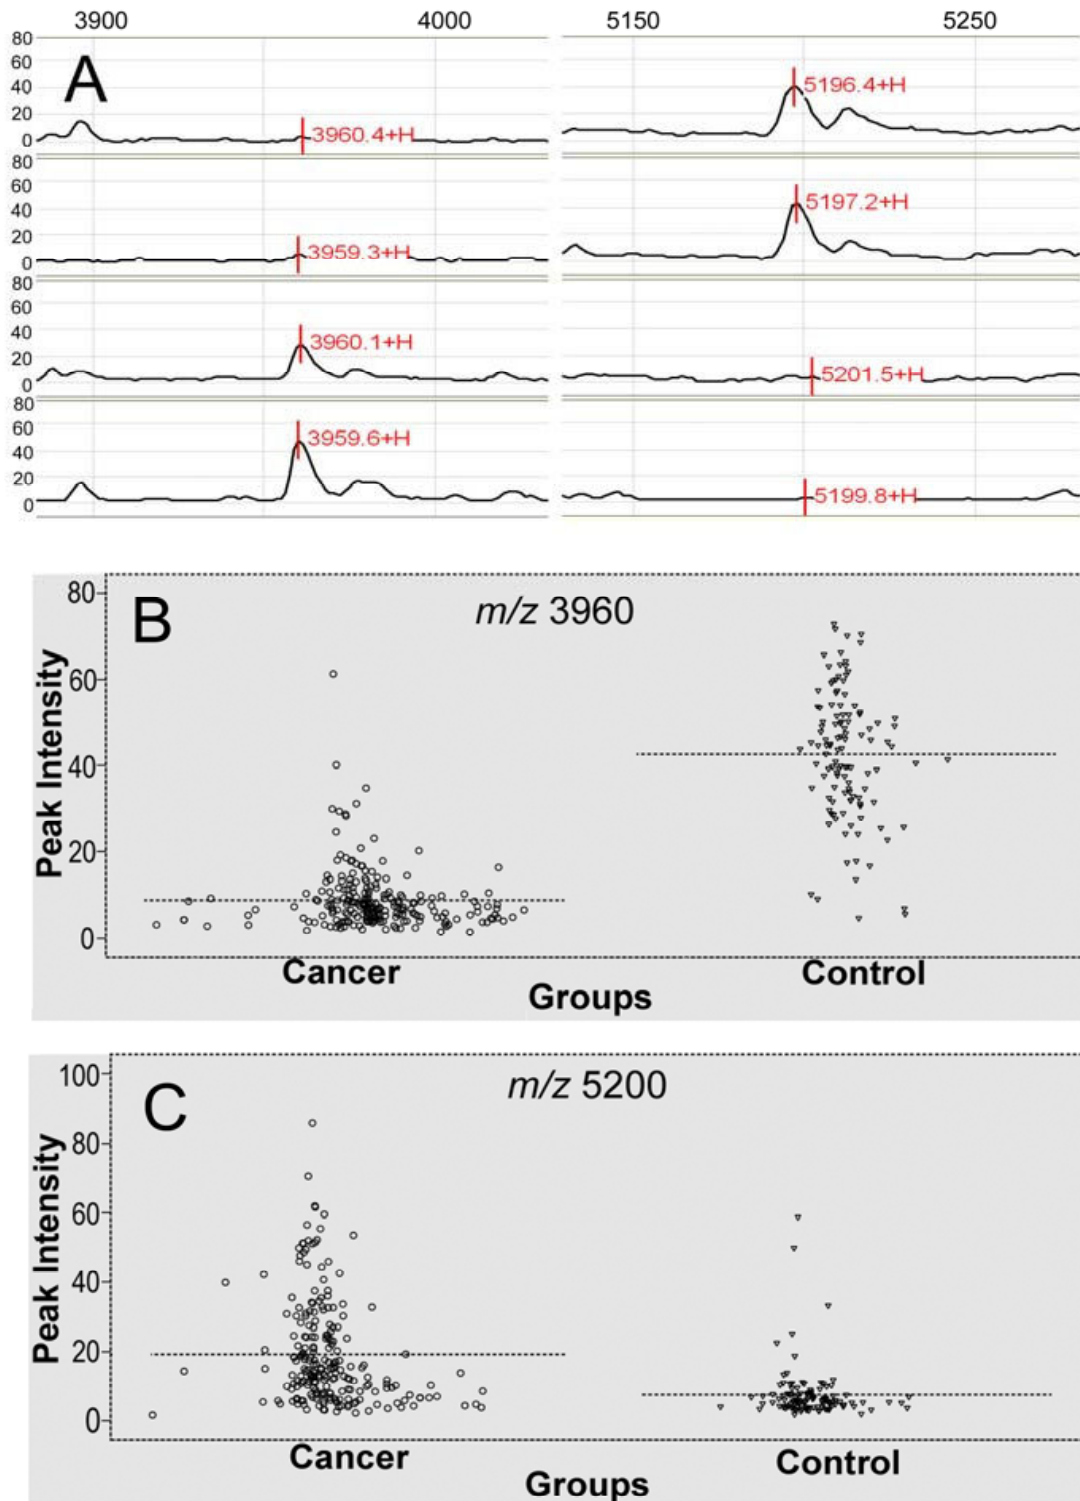 3900 4000 5150 5250
80
60
40
20
0
A
3960.4+H
5196.4+H
80
60
40
20
0
3959.3+H
5197.2+H
80
60
40
20
0
3960.1+H
5201.5+H
80
60
40
20
0
3959.6+H
5199.8+H
B
m/z 3960
Peak Intensity
80
60
40
20
0
Cancer Control
Groups
C
m/z 5200
Peak Intensity
100
80
60
40
20
0
Cancer Control
Groups